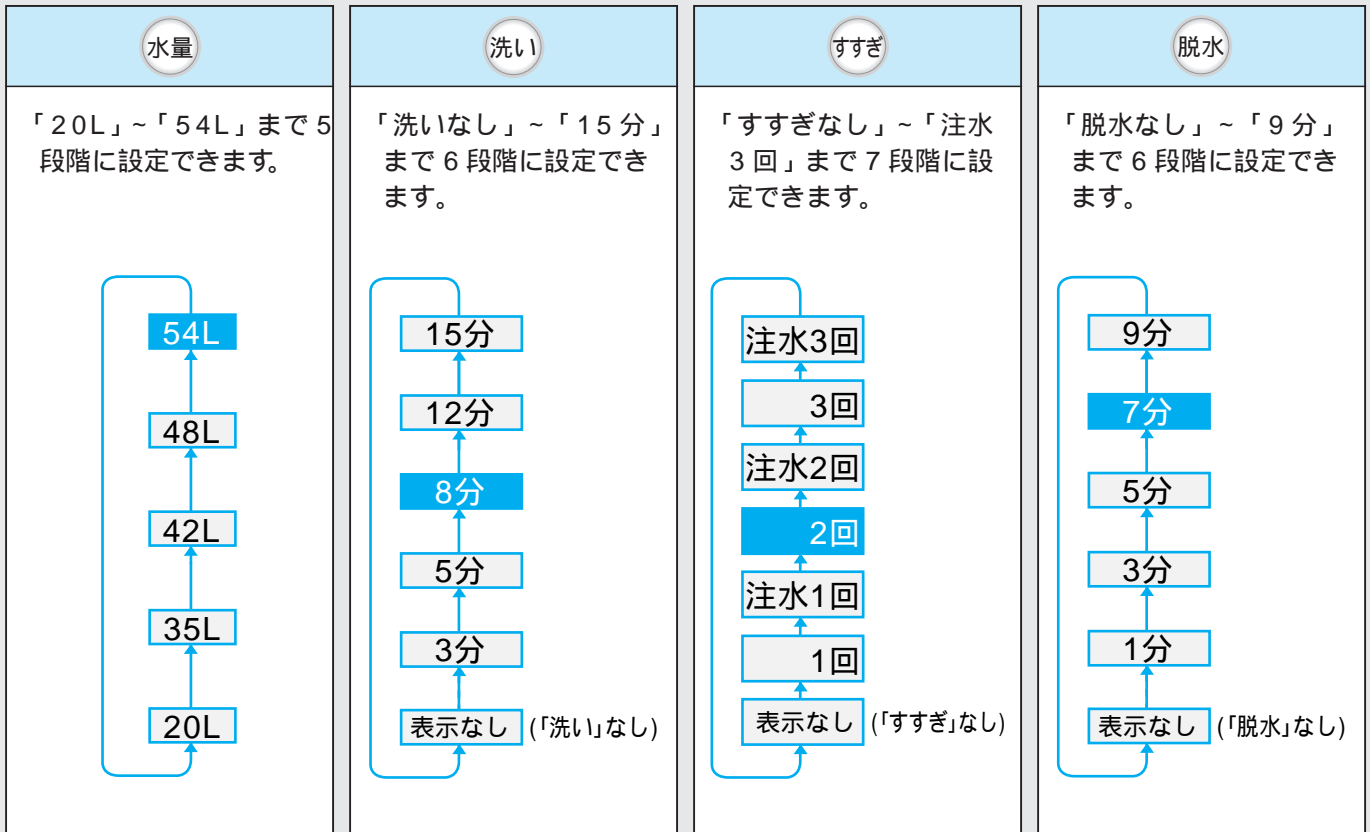 水量
「20L」~「54L」まで5
段階に設定できます。
54L
48L
42L
35L
20L
洗い
「洗いなし」~「15分」
まで6段階に設定でき
ます。
15分
12分
8分
5分
3分
表示なし (「洗い」なし)
すすぎ
「すすぎなし」~「注水
3回」まで7段階に設
定できます。
注水3回
3回
注水2回
2回
注水1回
1回
表示なし (「すすぎ」なし)
脱水
「脱水なし」~「9分」
まで6段階に設定でき
ます。
9分
7分
5分
3分
1分
表示なし (「脱水」なし)